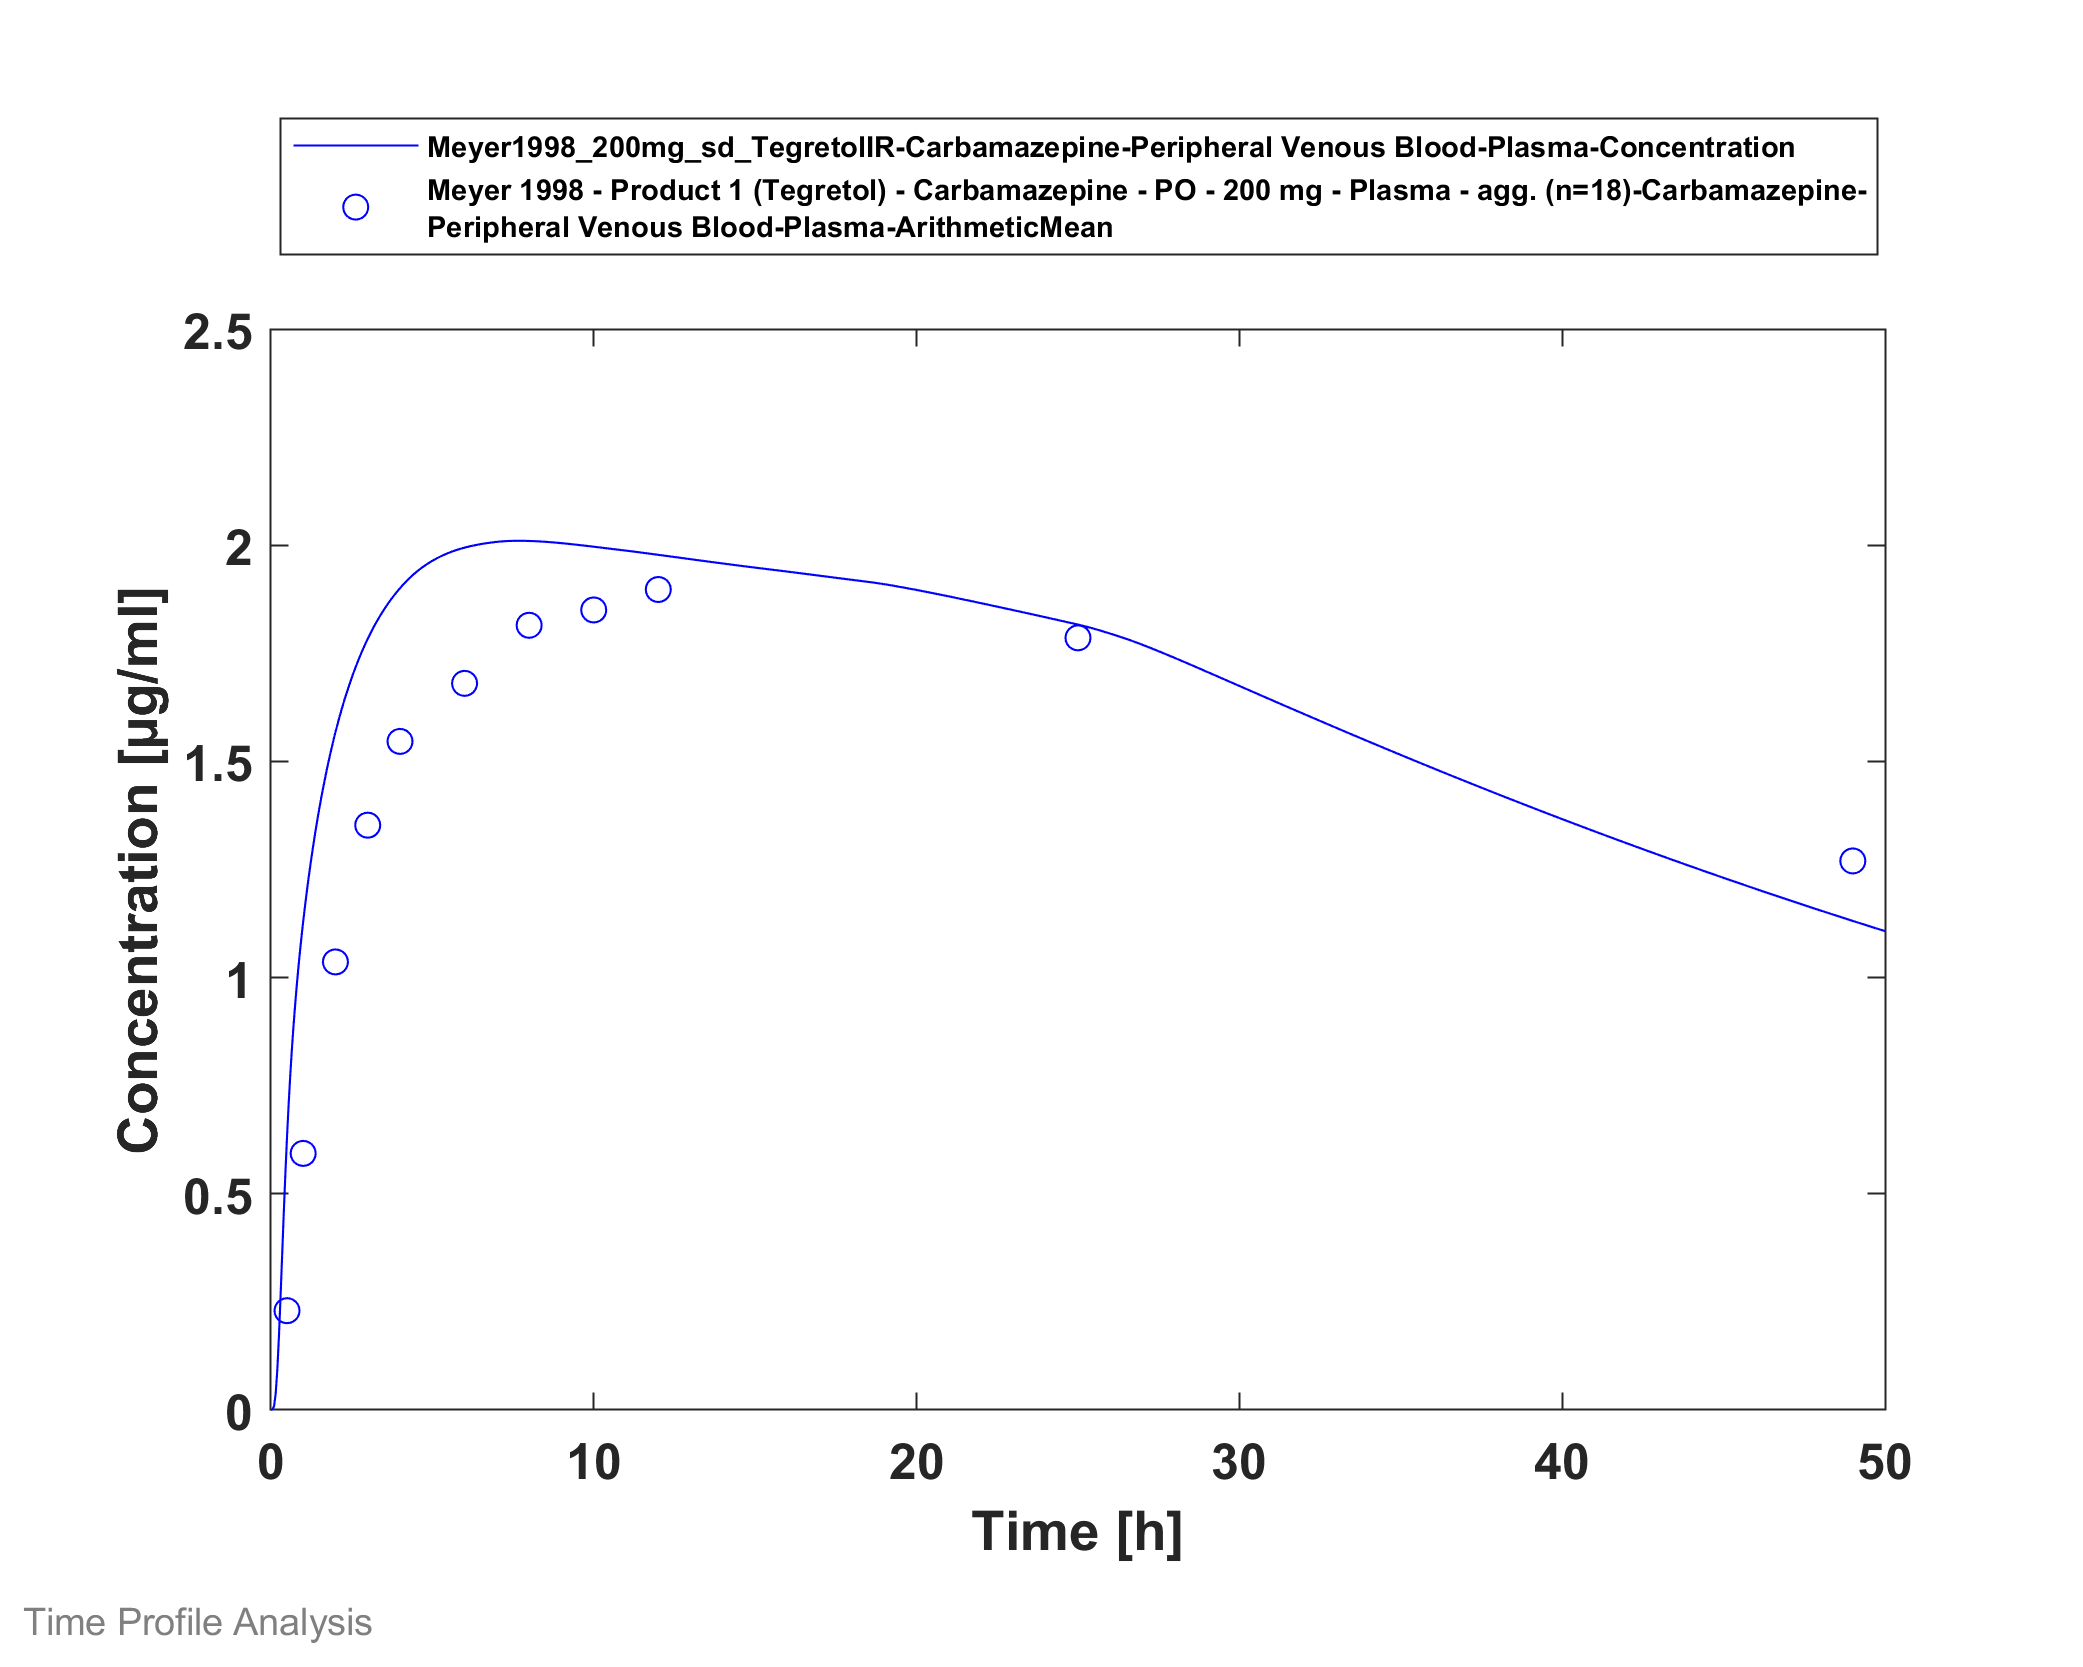 Meyer1998_200mg_sd_TegretolIR-Carbamazepine-Peripheral Venous Blood-Plasma-Concentration
Meyer 1998 - Product 1 (Tegretol) - Carbamazepine - PO - 200 mg - Plasma - agg. (n=18)-Carbamazepine-
Peripheral Venous Blood-Plasma-ArithmeticMean
2.5
2
1.5
1
0.5
0
Concentration [µg/ml]
0 10 20 30 40 50
Time [h]
Time Profile Analysis